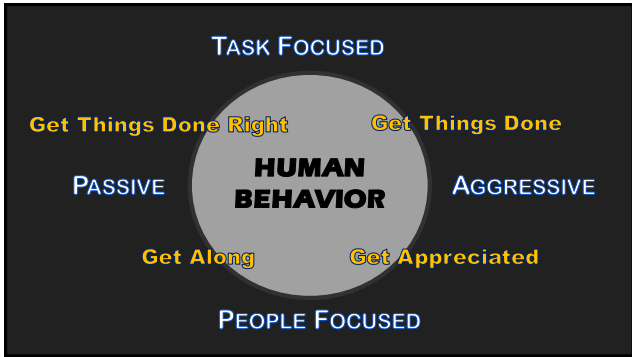 Task Focused
Get Things Done Right
Get Things Done
HUMAN
BEHAVIOR
Passive
Aggressive
Get Along
Get Appreciated
People Focused